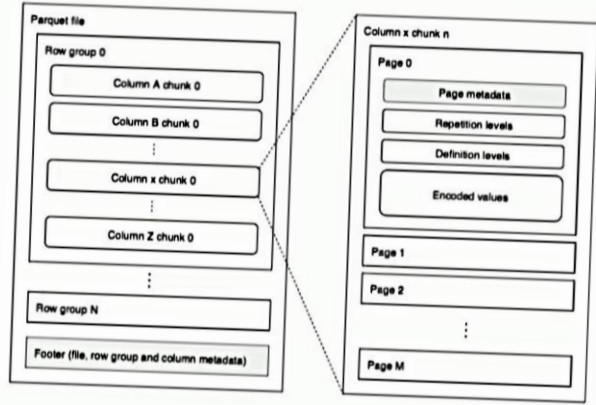 Parquet file
Row group 0
Column A chunk 0
Column B chunk 0
Column x chunk 0
Column Z chunk 0
Row group N
Footer (file, row group and column metadata)
Column x chunk n
Page 0
Page metadata
Repetition levels
Definition levels
Encoded values
Page 1
Page 2
Page M